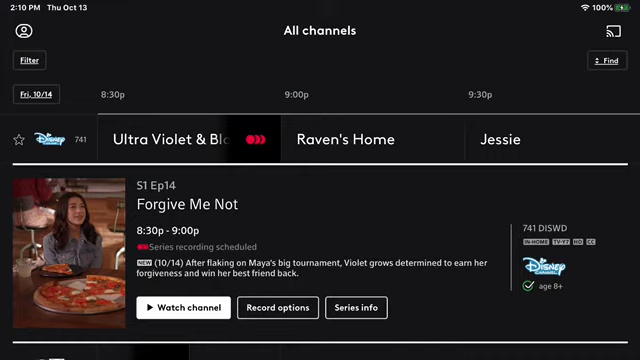 2:10 PM Thu Oct 13
100%
All channels
Filter
Find
Fri, 10/14
8:30p
9:00p
9:30p
Disney
CHANNEL
741
Ultra Violet & Bl
Raven's Home
Jessie
S1 Ep14
Forgive Me Not
8:30p - 9:00p
Series recording scheduled
NEW (10/14) After flaking on Maya's big tournament, Violet grows determined to earn her
forgiveness and win her best friend back.
Watch channel
Record options
Series info
741 DISWD
IN-HOME TV-Y7 HD CC
Disney
CHANNEL
age 8+